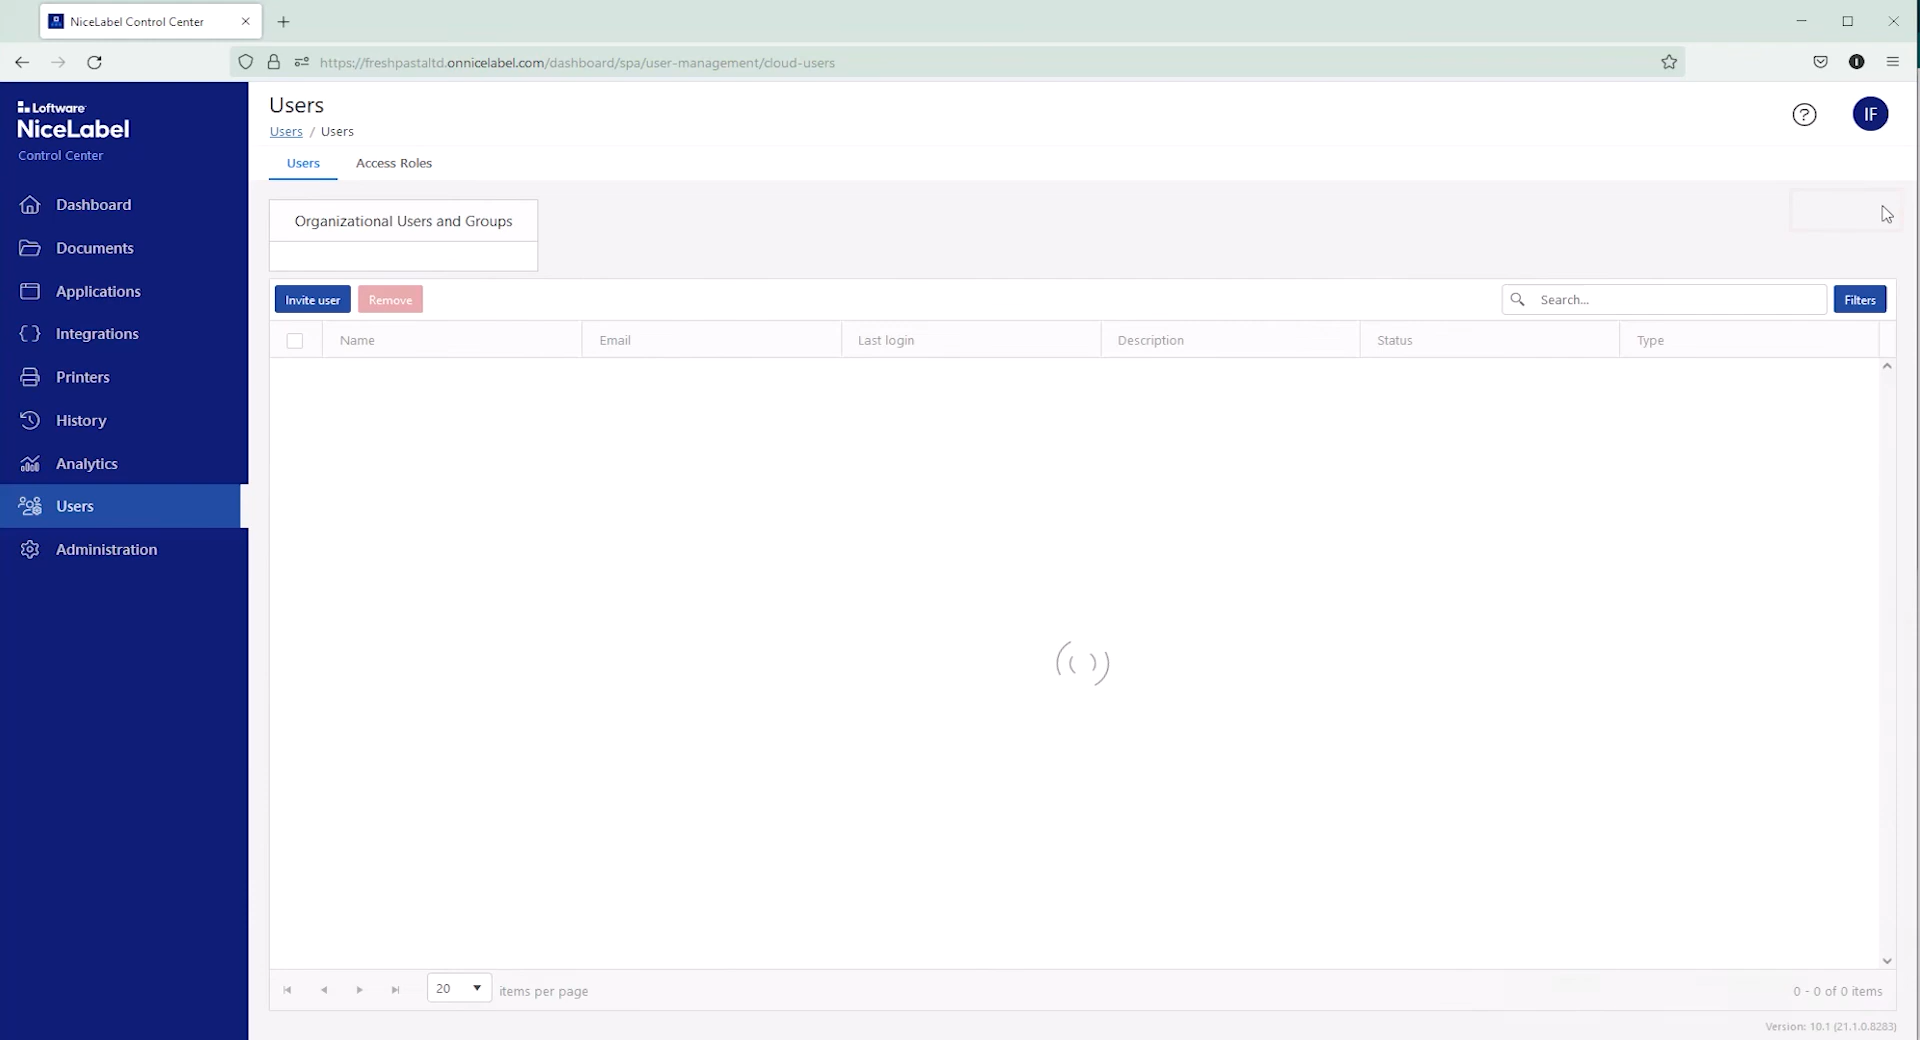 NiceLabel Control Center
https://freshpastaltd.onnicelabel.com/dashboard/spa/user-management/cloud-users
Loftware
NiceLabel
Control Center
Dashboard
Documents
Applications
Integrations
Printers
History
Analytics
Users
Administration
Users
Users / Users
IF
Users Access Roles
Organizational Users and Groups
Invite user Remove
Search... Filters
Name Email Last login Description Status Type
20 items per page
0 - 0 of 0 items
Version: 10.1 (21.1.0.8283)